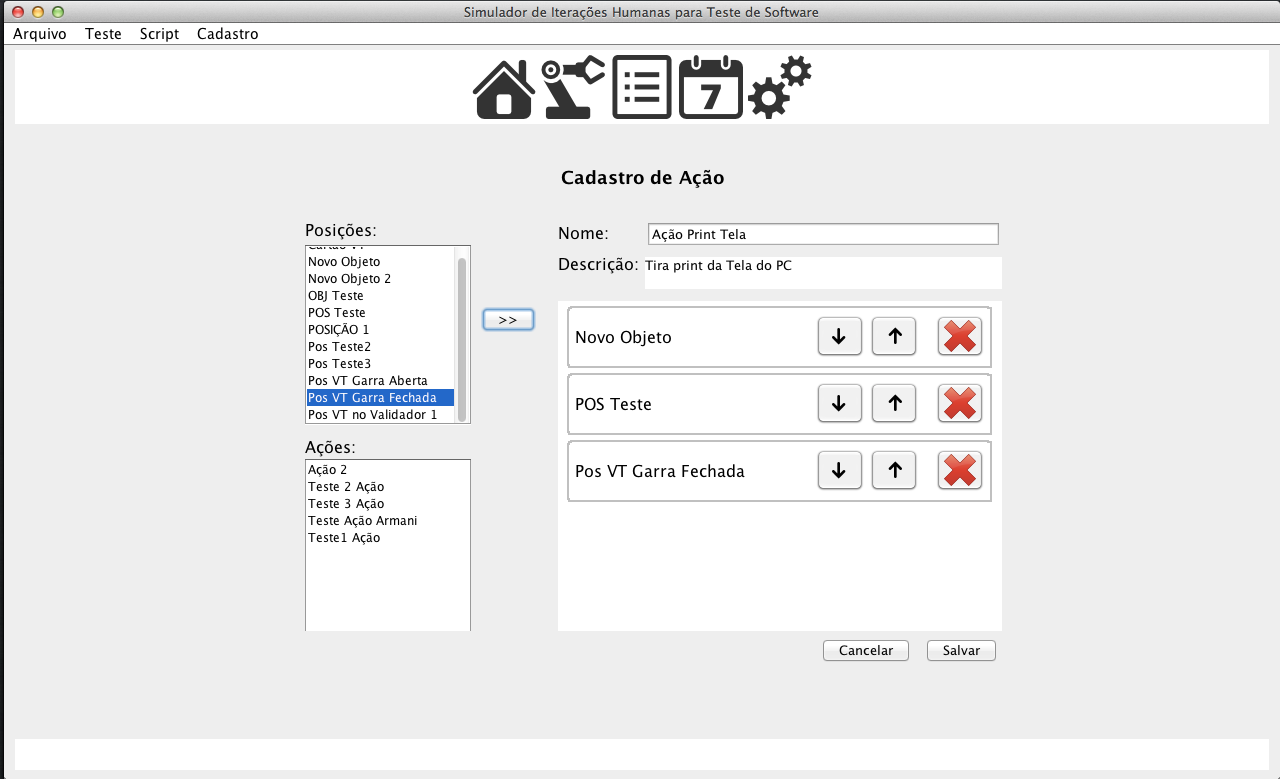 Simulador de Iterações Humanas para Teste de Software
Arquivo Teste Script Cadastro
7
Cadastro de Ação
Posições:
Cartão VT
Novo Objeto
Novo Objeto 2
OBJ Teste
POS Teste
POSIÇÃO 1
Pos Teste2
Pos Teste3
Pos VT Garra Aberta
Pos VT Garra Fechada
Pos VT no Validador 1
Ações:
Ação 2
Teste 2 Ação
Teste 3 Ação
Teste Ação Armani
Teste1 Ação
>>
Nome: Ação Print Tela
Descrição: Tira print da Tela do PC
Novo Objeto
POS Teste
Pos VT Garra Fechada
Cancelar Salvar